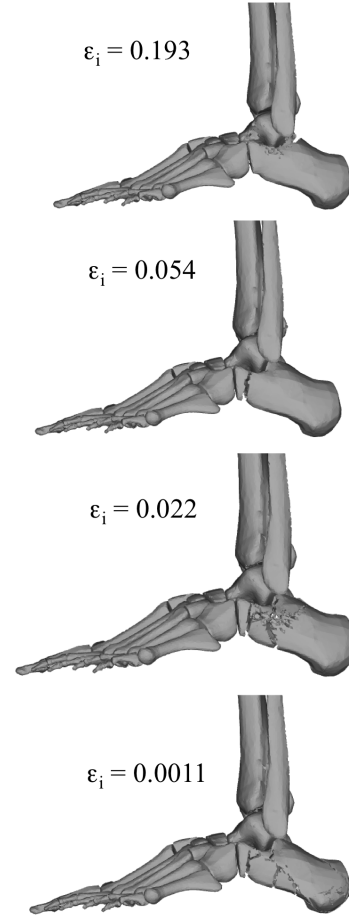 εi = 0.193
εi = 0.054
εi = 0.022
εi = 0.0011